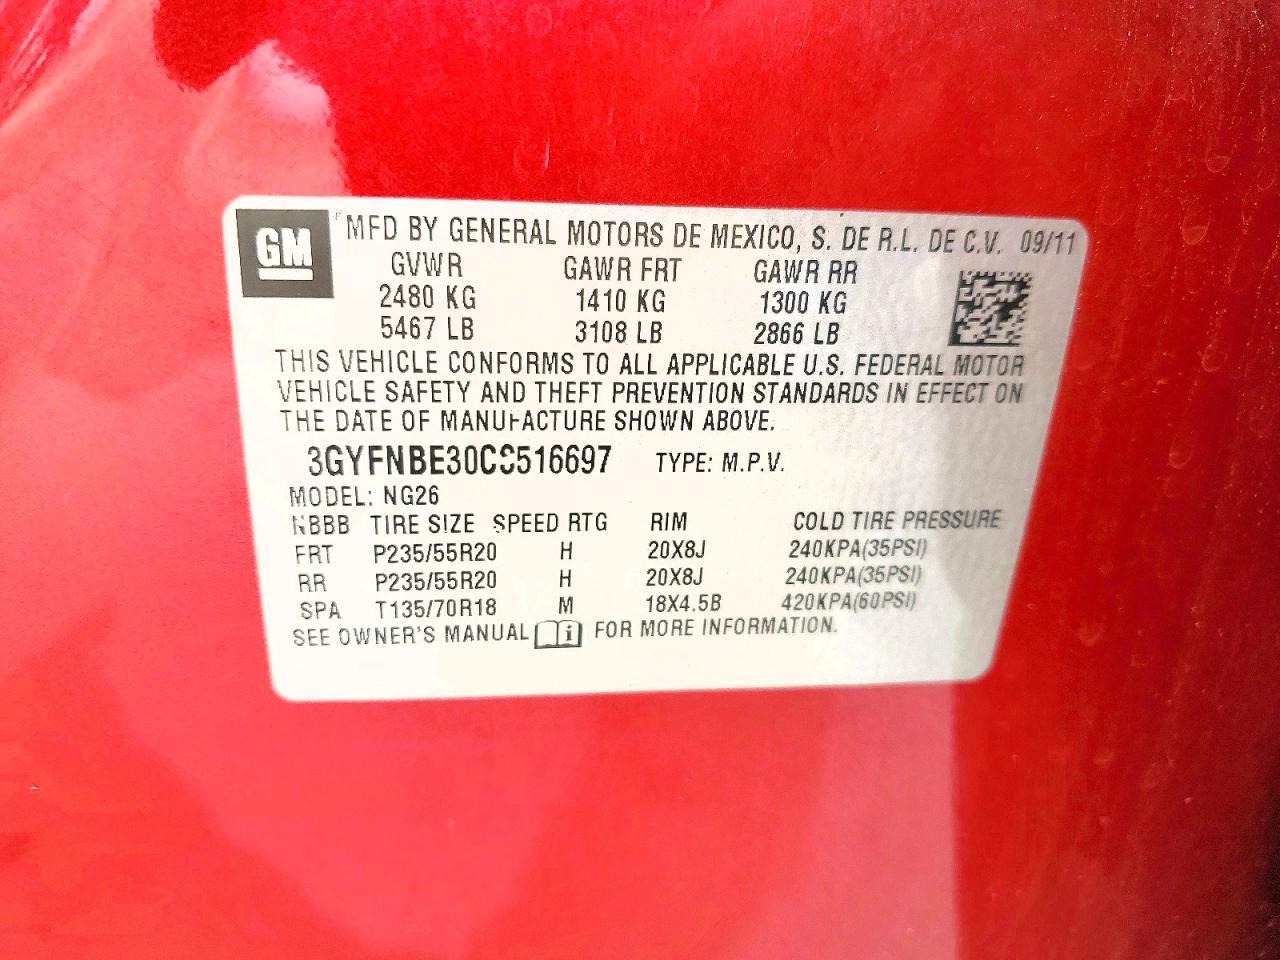 GM
MFD BY GENERAL MOTORS DE MEXICO, S. DE R.L. DE C.V. 09/11
GVWR GAWR FRT GAWR RR
2480 KG 1410 KG 1300 KG
5467 LB 3108 LB 2866 LB
THIS VEHICLE CONFORMS TO ALL APPLICABLE U.S. FEDERAL MOTOR
VEHICLE SAFETY AND THEFT PREVENTION STANDARDS IN EFFECT ON
THE DATE OF MANUFACTURE SHOWN ABOVE.
3GYFNBE30CS516697 TYPE: M.P.V.
MODEL: NG26
NBBB TIRE SIZE SPEED RTG RIM COLD TIRE PRESSURE
FRT P235/55R20 H 20X8J 240KPA(35PSI)
RR P235/55R20 H 20X8J 240KPA(35PSI)
SPA T135/70R18 M 18X4.5B 420KPA(60PSI)
SEE OWNER'S MANUAL i FOR MORE INFORMATION.